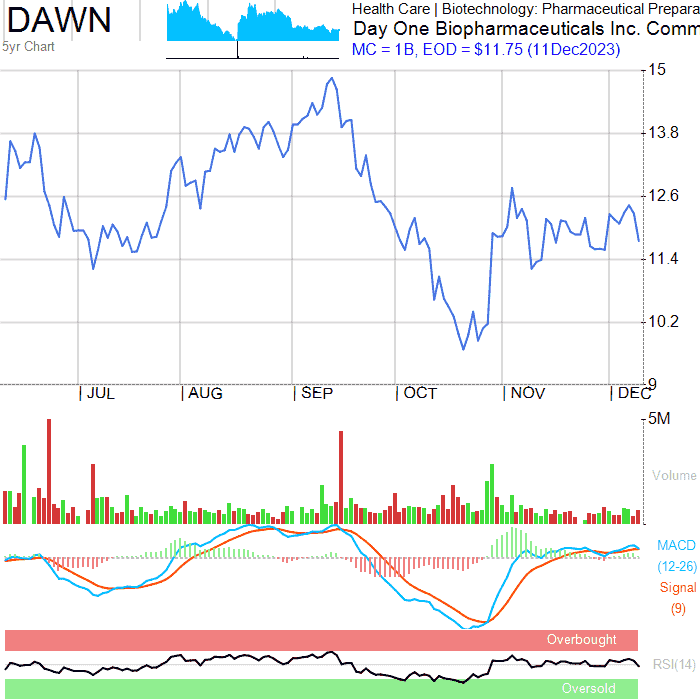 DAWN
5yr Chart
Health Care | Biotechnology: Pharmaceutical Prepara
Day One Biopharmaceuticals Inc. Comm
MC = 1B, EOD = $11.75 (11Dec2023)
15
13.8
12.6
11.4
10.2
9
| JUL | AUG | SEP | OCT | NOV | DEC
5M
Volume
MACD
(12-26)
Signal
(9)
Overbought
RSI(14)
Oversold